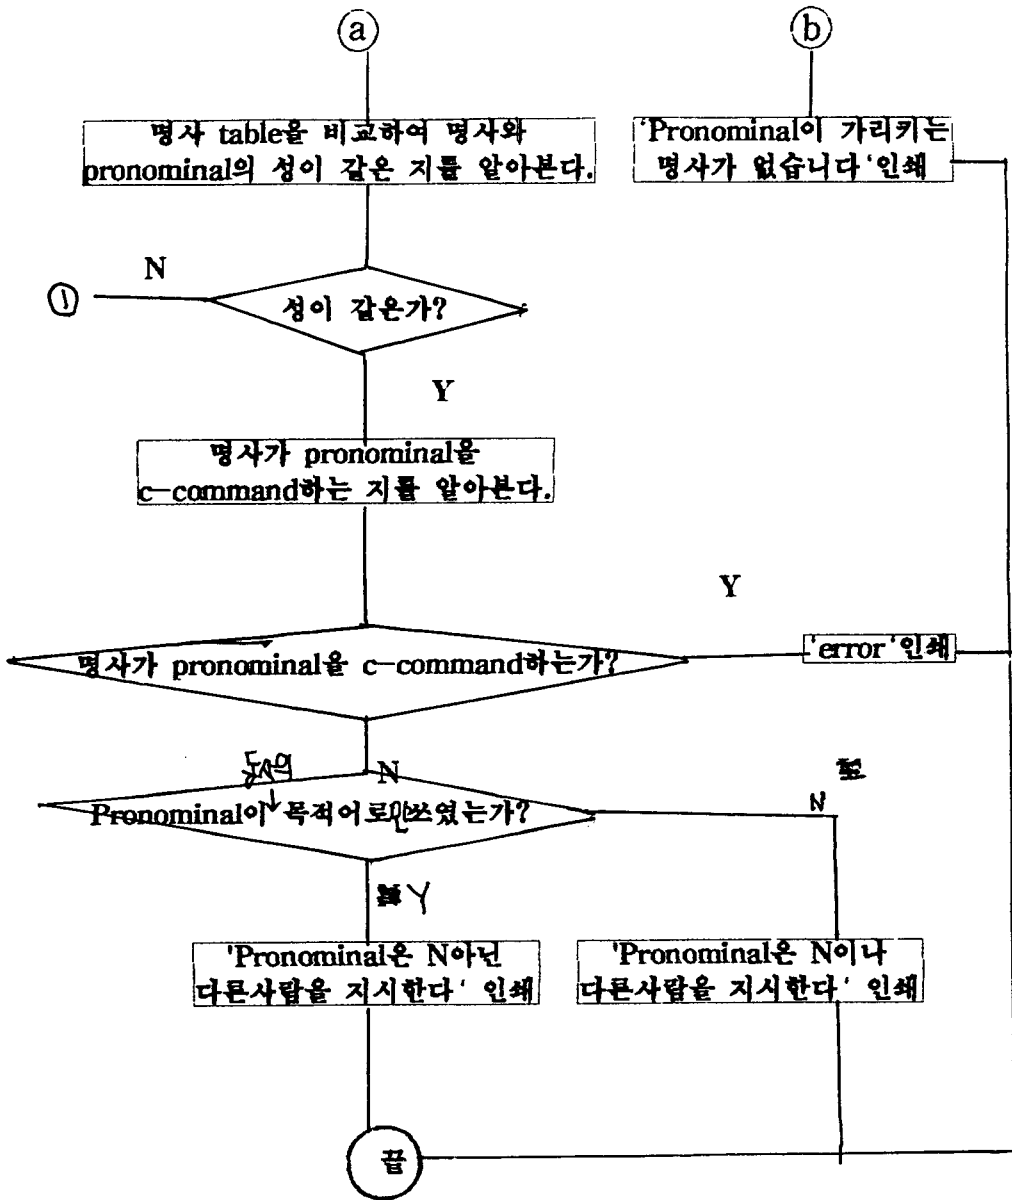 ⓐ
ⓑ
명사 table을 비교하여 명사와
pronominal의 성이 같은 지를 알아본다.
'Pronominal이 가리키는
명사가 없습니다'인쇄
N
①
성이 같은가?
Y
명사가 pronominal을
c-command하는 지를 알아본다.
Y
명사가 pronominal을 c-command하는가?
'error'인쇄
N
동사의
Pronominal이 목적어로만쓰였는가?
N
Y
'Pronominal은 N아닌
다른사람을 지시한다' 인쇄
'Pronominal은 N이나
다른사람을 지시한다' 인쇄
끝